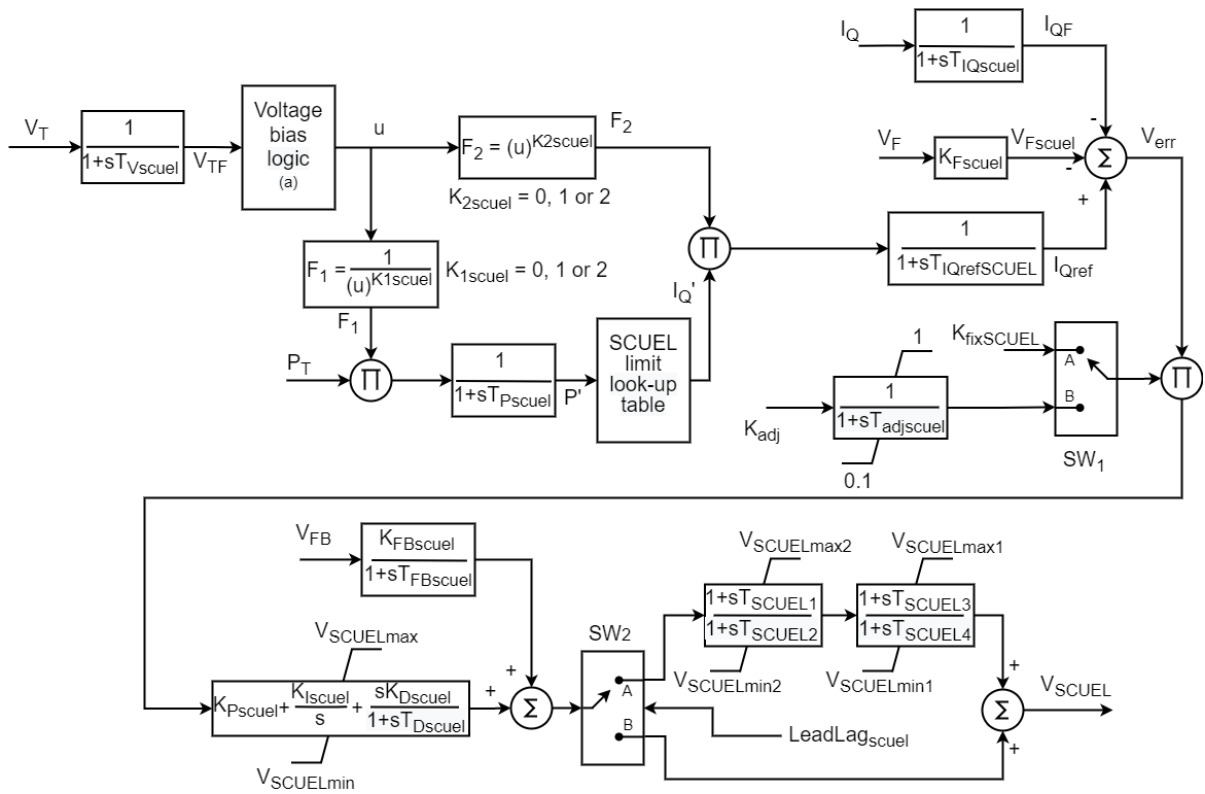 I_Q
1
1+sT_IQscuel
I_QF
-
V_T
1
1+sT_Vscuel
V_TF
Voltage
bias
logic
(a)
u
F_2 = (u)^K2scuel
F_2
K_2scuel = 0, 1 or 2
V_F
K_Fscuel
V_Fscuel
-
Σ
V_err
+
F_1 = 1
(u)^K1scuel
K_1scuel = 0, 1 or 2
F_1
Π
I_Q'
1
1+sT_IQrefSCUEL
I_Qref
P_T
Π
1
1+sT_Pscuel
P'
SCUEL
limit
look-up
table
K_fixSCUEL
A
B
SW_1
Π
K_adj
1
1
1+sT_adjscuel
0.1
V_FB
K_FBscuel
1+sT_FBscuel
V_SCUELmax
K_Pscuel + K_Iscuel + sK_Dscuel
s 1+sT_Dscuel
V_SCUELmin
+
+
Σ
SW2
A
B
V_SCUELmax2
1+sT_SCUEL1
1+sT_SCUEL2
V_SCUELmin2
V_SCUELmax1
1+sT_SCUEL3
1+sT_SCUEL4
V_SCUELmin1
LeadLag_scuel
+
Σ
+
V_SCUEL